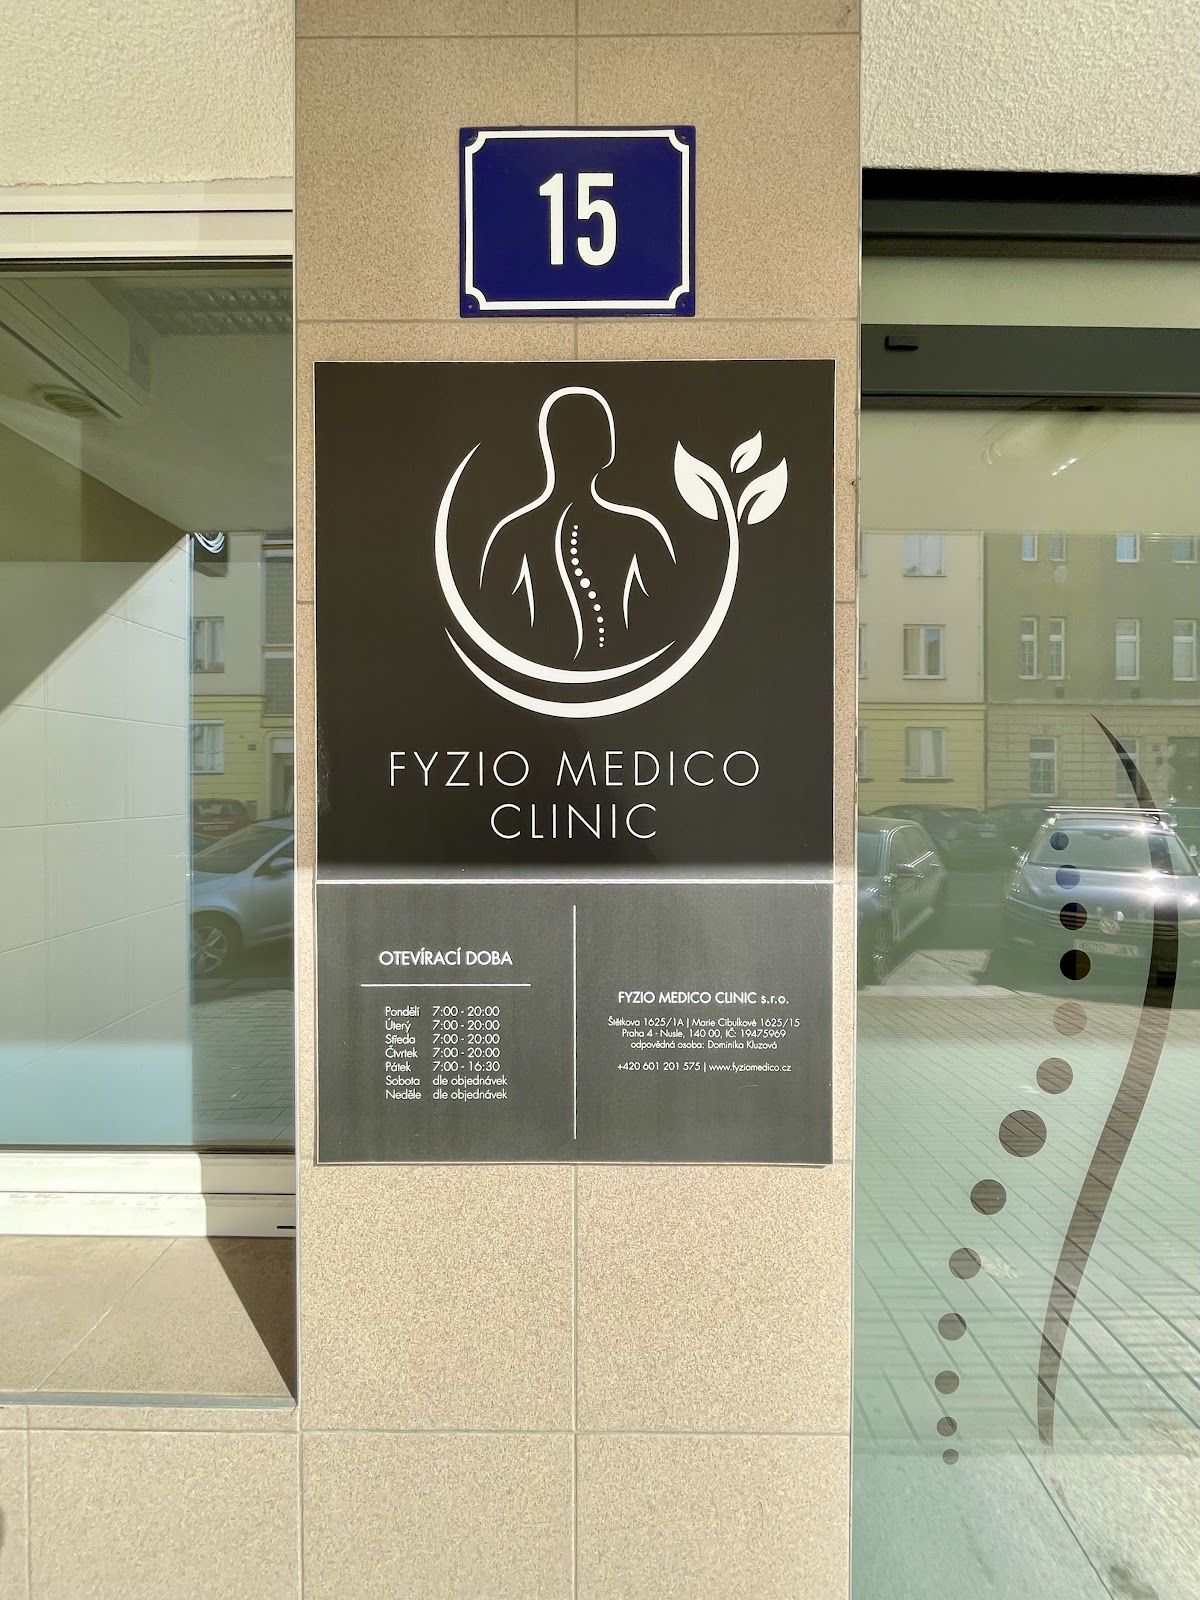 15
FYZIO MEDICO
CLINIC
OTEVÍRACÍ DOBA
Pondělí 7:00 - 20:00
Úterý 7:00 - 20:00
Středa 7:00 - 20:00
Čtvrtek 7:00 - 20:00
Pátek 7:00 - 16:30
Sobota dle objednávek
Neděle dle objednávek
FYZIO MEDICO CLINIC s.r.o.
Štětkova 1625/1A | Marie Cibulkové 1625/15
Praha 4 - Nusle, 140 00, IČ: 19475969
odpovědná osoba: Dominika Kluzová
+420 601 201 575 | www.fyziomedico.cz